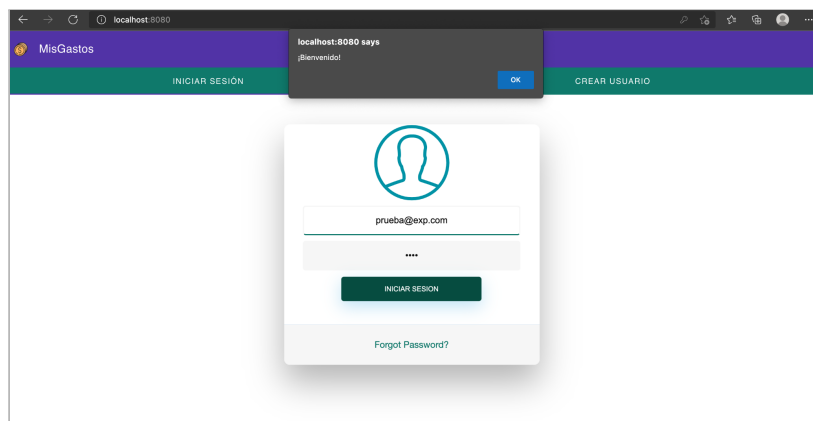 localhost:8080
MisGastos
localhost:8080 says
¡Bienvenido!
OK
INICIAR SESIÓN
CREAR USUARIO
prueba@exp.com
••••
INICIAR SESION
Forgot Password?